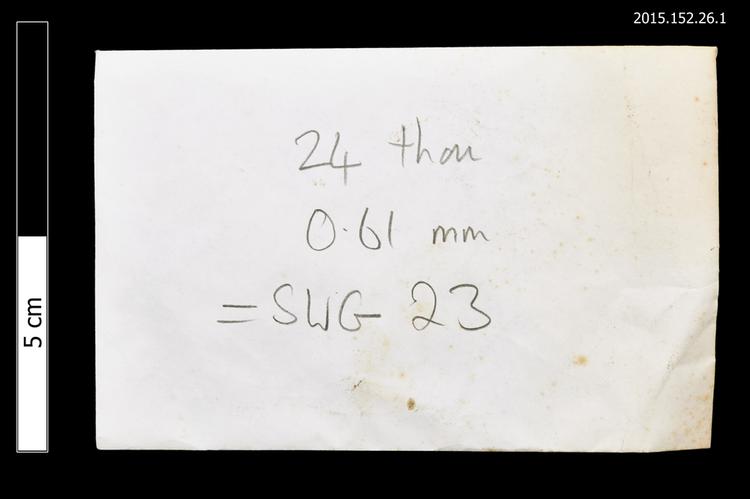 2015.152.26.1
24 thou
0.61 mm
= SWG 23
5 cm